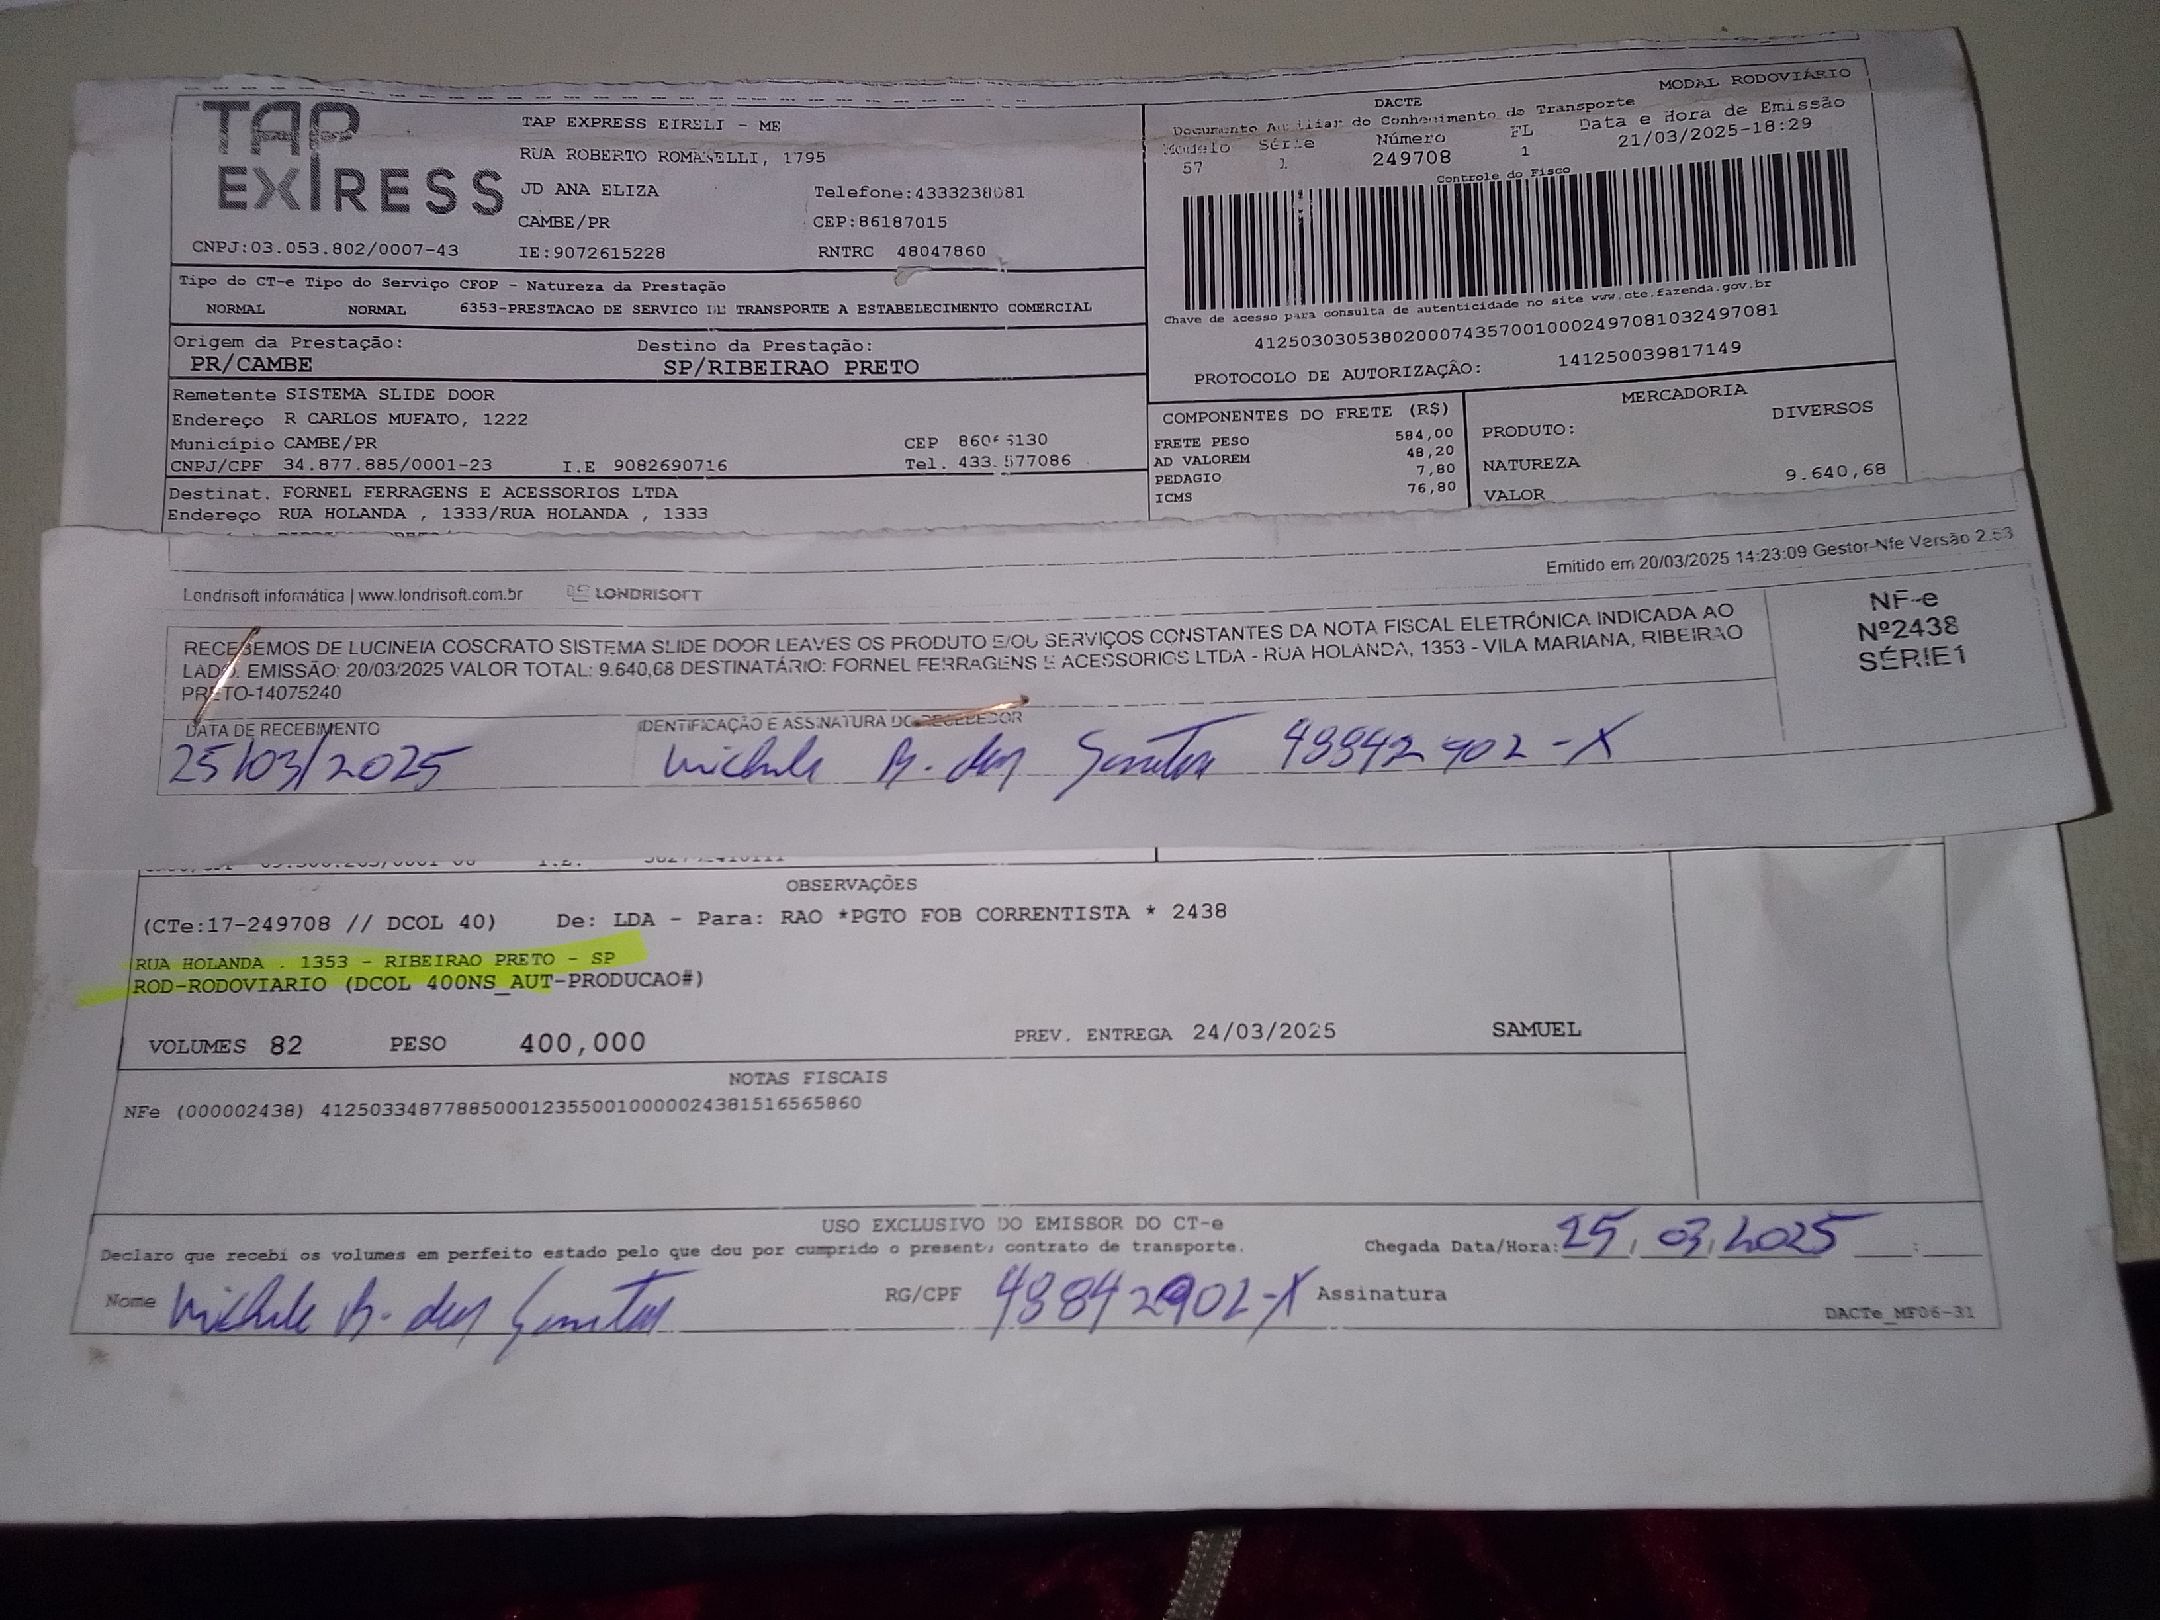 TAP EXPRESS
TAP EXPRESS EIRELI - ME
RUA ROBERTO ROMANELLI, 1795
JD ANA ELIZA Telefone:4333238081
CAMBE/PR CEP:86187015
CNPJ:03.053.802/0007-43 IE:9072615228 RNTRC 48047860
MODAL RODOVIÁRIO
DACTE
Documento Auxiliar do Conhecimento de Transporte
Modelo Série Número FL Data e Hora de Emissão
57 1 249708 1 21/03/2025-18:29
Controle do Fisco
Chave de acesso para consulta de autenticidade no site www.cte.fazenda.gov.br
41250303053802000743570010002497081032497081
PROTOCOLO DE AUTORIZAÇÃO: 141250039817149
Tipo do CT-e Tipo do Serviço CFOP - Natureza da Prestação
NORMAL NORMAL 6353-PRESTACAO DE SERVICO DE TRANSPORTE A ESTABELECIMENTO COMERCIAL
Origem da Prestação: Destino da Prestação:
PR/CAMBE SP/RIBEIRAO PRETO
Remetente SISTEMA SLIDE DOOR
Endereço R CARLOS MUFATO, 1222
Município CAMBE/PR CEP
CNPJ/CPF 34.877.885/0001-23 I.E 9082690716 Tel.
Destinat. FORNEL FERRAGENS E ACESSORIOS LTDA
Endereço RUA HOLANDA , 1333/RUA HOLANDA , 1333
COMPONENTES DO FRETE (R$)
FRETE PESO 584,00
AD VALOREM 48,20
PEDAGIO 7,80
ICMS 76,80
MERCADORIA
PRODUTO: DIVERSOS
NATUREZA
VALOR 9.640,68
Emitido em 20/03/2025 14:23:09 Gestor-Nfe Versão
Londrisoft informática | www.londrisoft.com.br LONDRISOFT
RECEBEMOS DE LUCINEIA COSCRATO SISTEMA SLIDE DOOR LEAVES OS PRODUTO E/OU SERVIÇOS CONSTANTES DA NOTA FISCAL ELETRÔNICA INDICADA AO
LADO. EMISSÃO: 20/03/2025 VALOR TOTAL: 9.640,68 DESTINATÁRIO: FORNEL FERRAGENS E ACESSORIOS LTDA - RUA HOLANDA, 1353 - VILA MARIANA, RIBEIRAO
PRETO-14075240
NF-e
Nº2438
SÉRIE1
DATA DE RECEBIMENTO IDENTIFICAÇÃO E ASSINATURA DO RECEBEDOR
25/03/2025 Michele A. dos Santos 48842902-X
OBSERVAÇÕES
(CTe:17-249708 // DCOL 40) De: LDA - Para: RAO *PGTO FOB CORRENTISTA * 2438
RUA HOLANDA . 1353 - RIBEIRAO PRETO - SP
ROD-RODOVIARIO (DCOL 400NS_AUT-PRODUCAO#)
VOLUMES 82 PESO 400,000 PREV. ENTREGA 24/03/2025 SAMUEL
NOTAS FISCAIS
NFe (000002438) 41250334877885000123550010000024381516565860
USO EXCLUSIVO DO EMISSOR DO CT-e
Declaro que recebi os volumes em perfeito estado pelo que dou por cumprido o presente contrato de transporte. Chegada Data/Hora: 25/03/2025 :
Nome Michele A. dos Santos RG/CPF 48842902-X Assinatura
DACTe_MF06-31